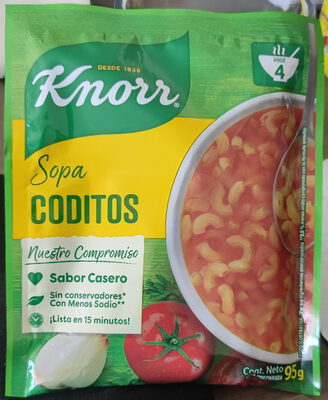 DESDE 1838
Knorr
RINDE
4
Sopa
CODITOS
Nuestro Compromiso
Sabor Casero
Sin conservadores*
Con Menos Sodio**
¡Lista en 15 minutos!
Cont. Neto
95g